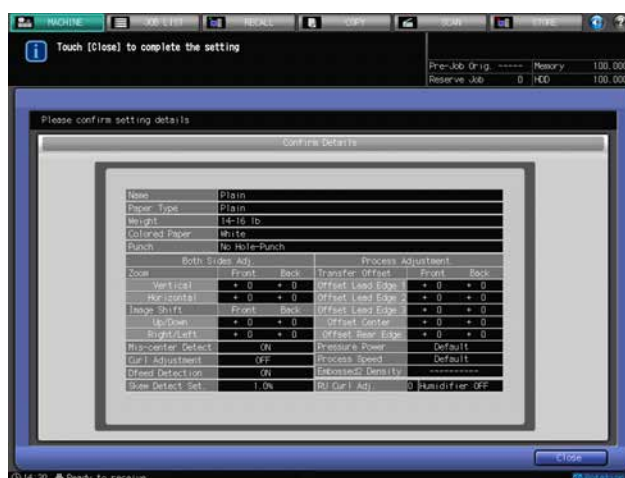 MACHINE JOB LIST RECALL COPY SCAN STORE
Touch [Close] to complete the setting
Pre-Job Orig. ----- Memory 100.000
Reserve Job 0 HDD 100.000
Please confirm setting details
Confirm Details
Name Plain
Paper Type Plain
Weight 14-16 lb
Colored Paper White
Punch No Hole-Punch
Both Sides Adj. Process Adjustment
Zoom Front Back Transfer Offset Front Back
Vertical + 0 + 0 Offset Lead Edge 1 + 0 + 0
Horizontal + 0 + 0 Offset Lead Edge 2 + 0 + 0
Image Shift Front Back Offset Lead Edge 3 + 0 + 0
Up/Down + 0 + 0 Offset Center + 0 + 0
Right/Left + 0 + 0 Offset Rear Edge + 0 + 0
Mis-center Detect ON Pressure Power Default
Curl Adjustment OFF Process Speed Default
Dfeed Detection ON Embossed2 Density ----------
Skew Detect Set. 1.0% RU Curl Adj. 0 Humidifier OFF
Close
14:20 Ready to receive